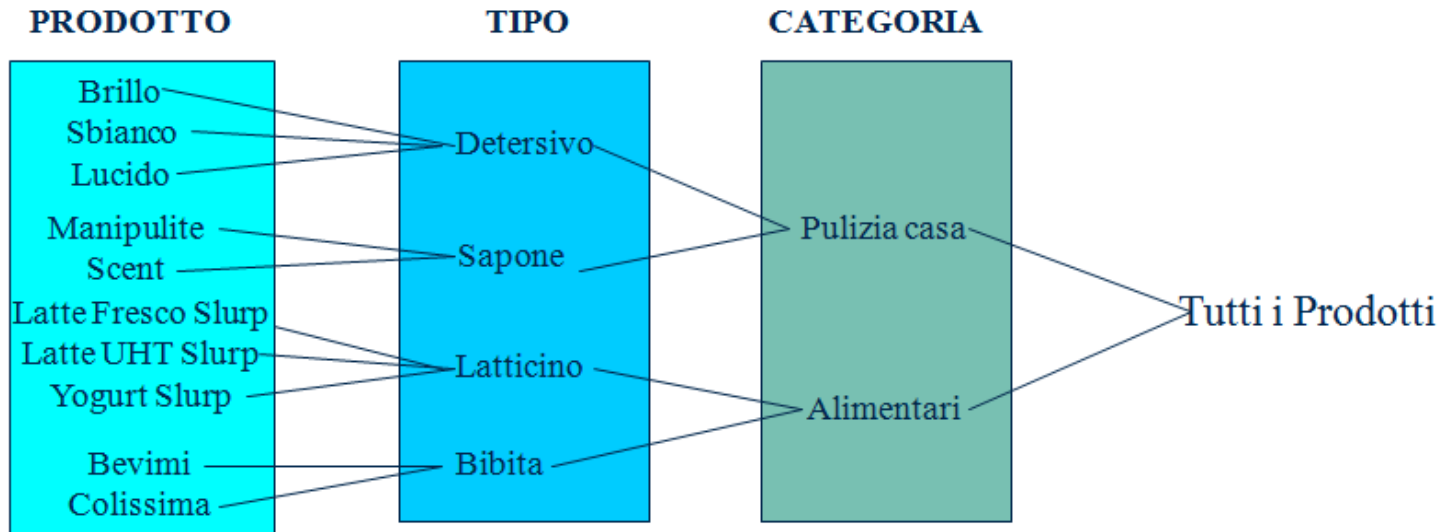 PRODOTTO
TIPO
CATEGORIA
Brillo
Sbianco
Lucido
Manipulite
Scent
Latte Fresco Slurp
Latte UHT Slurp
Yogurt Slurp
Bevimi
Colissima
Detersivo
Sapone
Latticino
Bibita
Pulizia casa
Alimentari
Tutti i Prodotti